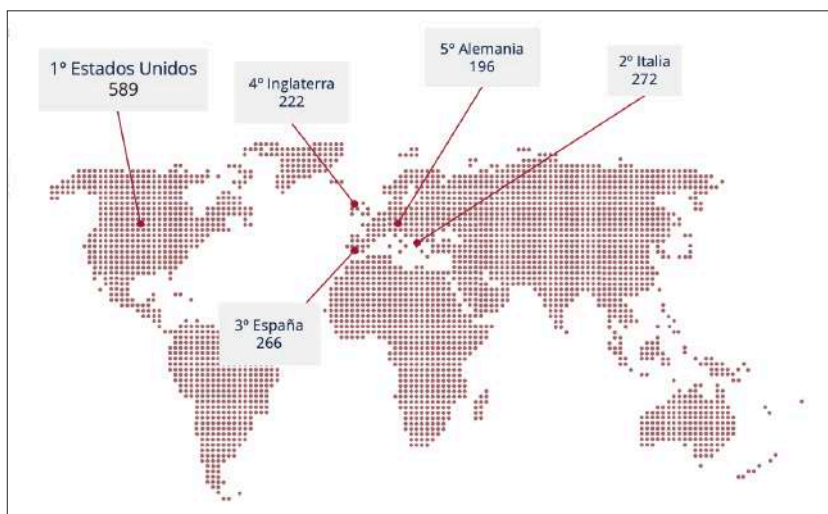 1º Estados Unidos
589
4º Inglaterra
222
5º Alemania
196
2º Italia
272
3º España
266